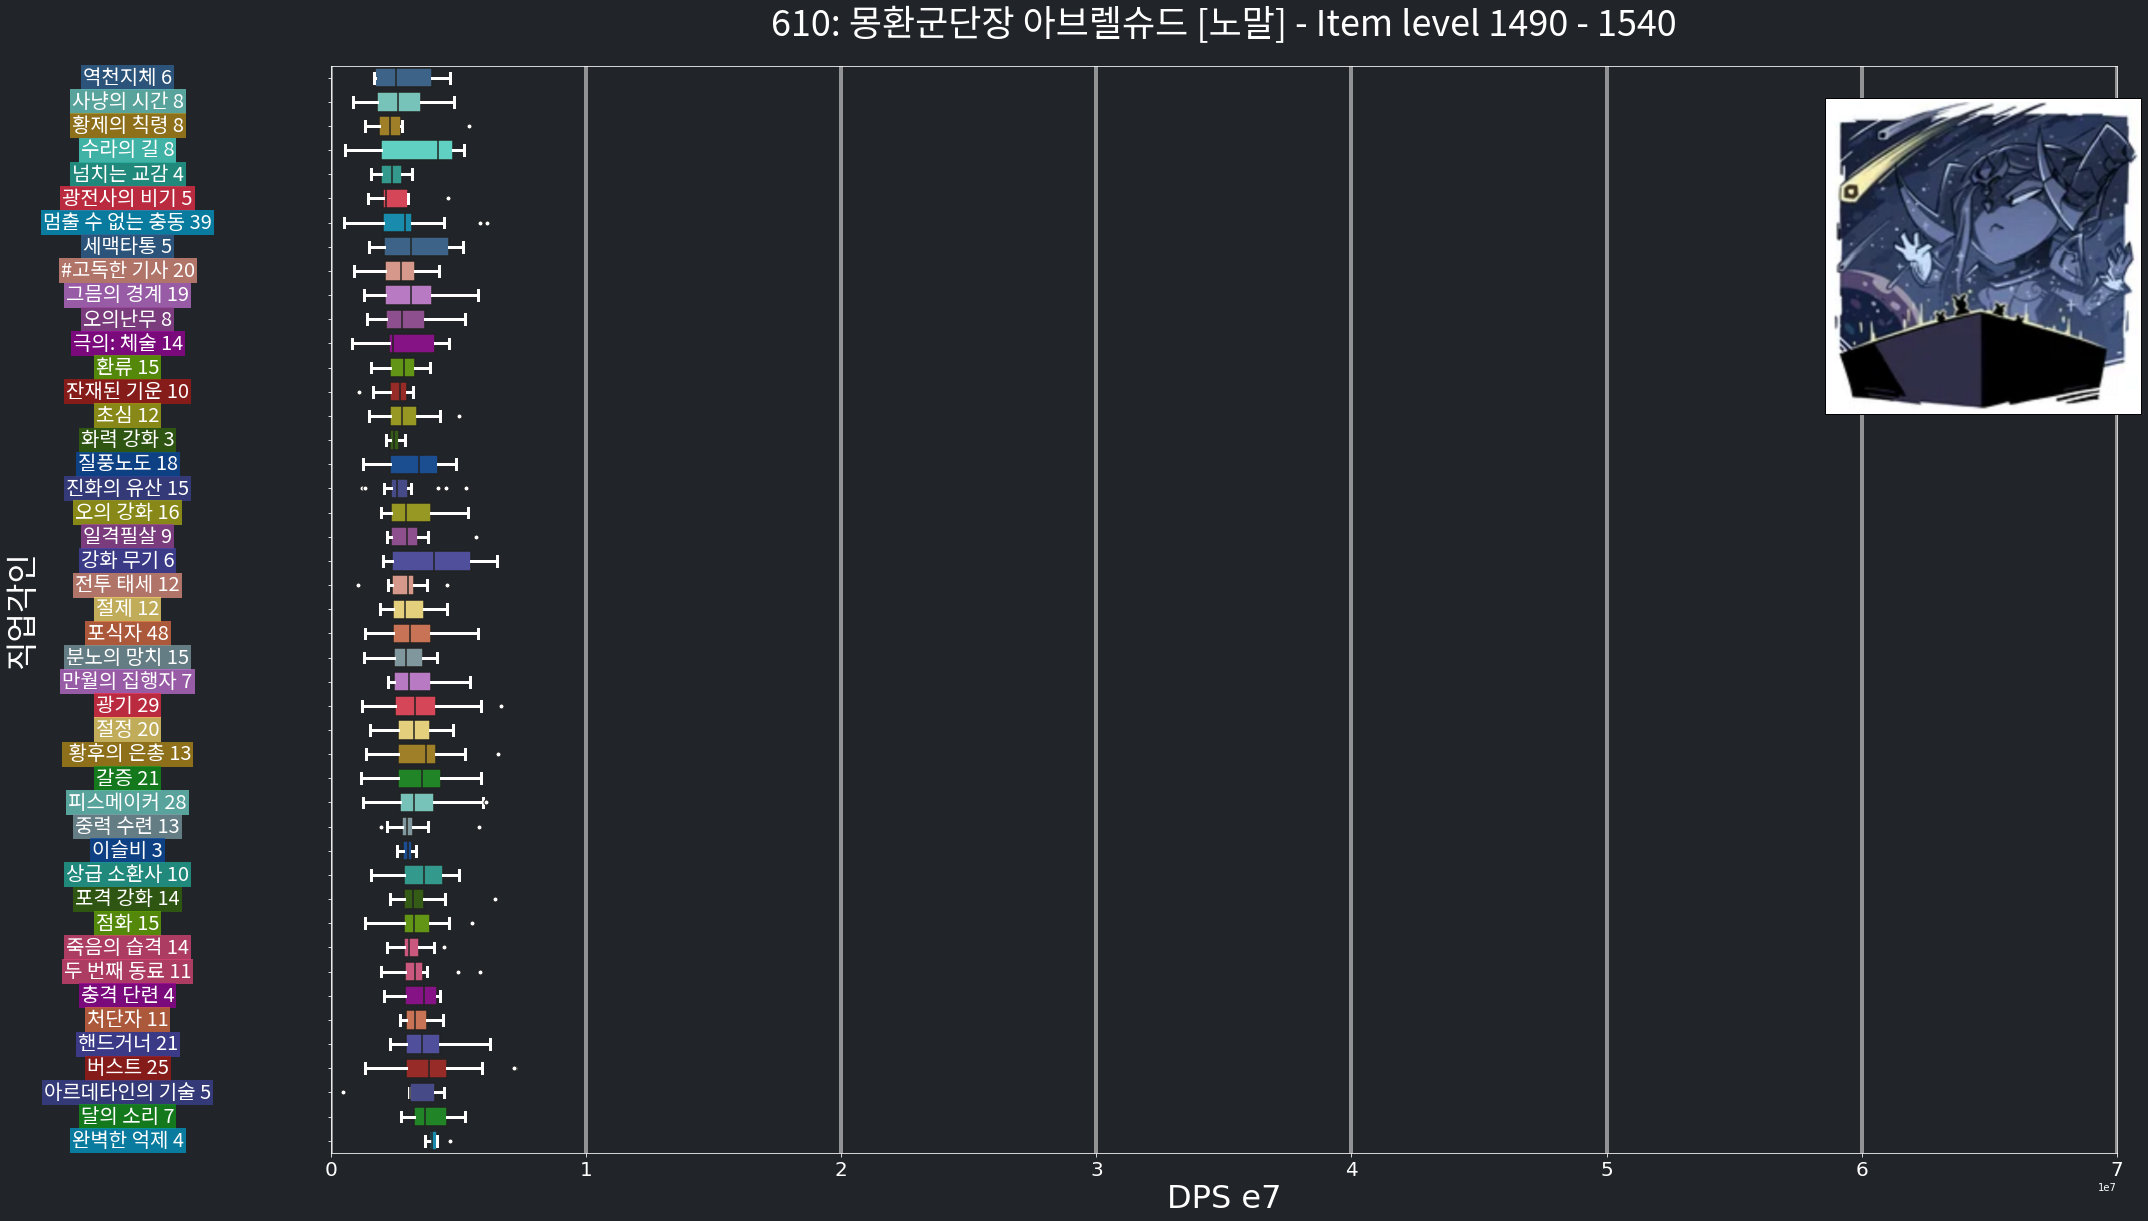 610: 몽환군단장 아브렐슈드 [노말] - Item level 1490 - 1540
직업각인
역천지체 6
사냥의 시간 8
황제의 칙령 8
수라의 길 8
넘치는 교감 4
광전사의 비기 5
멈출 수 없는 충동 39
세맥타통 5
#고독한 기사 20
그믐의 경계 19
오의난무 8
극의: 체술 14
환류 15
잔재된 기운 10
초심 12
화력 강화 3
질풍노도 18
진화의 유산 15
오의 강화 16
일격필살 9
강화 무기 6
전투 태세 12
절제 12
포식자 48
분노의 망치 15
만월의 집행자 7
광기 29
절정 20
황후의 은총 13
갈증 21
피스메이커 28
중력 수련 13
이슬비 3
상급 소환사 10
포격 강화 14
점화 15
죽음의 습격 14
두 번째 동료 11
충격 단련 4
처단자 11
핸드거너 21
버스트 25
아르데타인의 기술 5
달의 소리 7
완벽한 억제 4
0 1 2 3 4 5 6 7
1e7
DPS e7